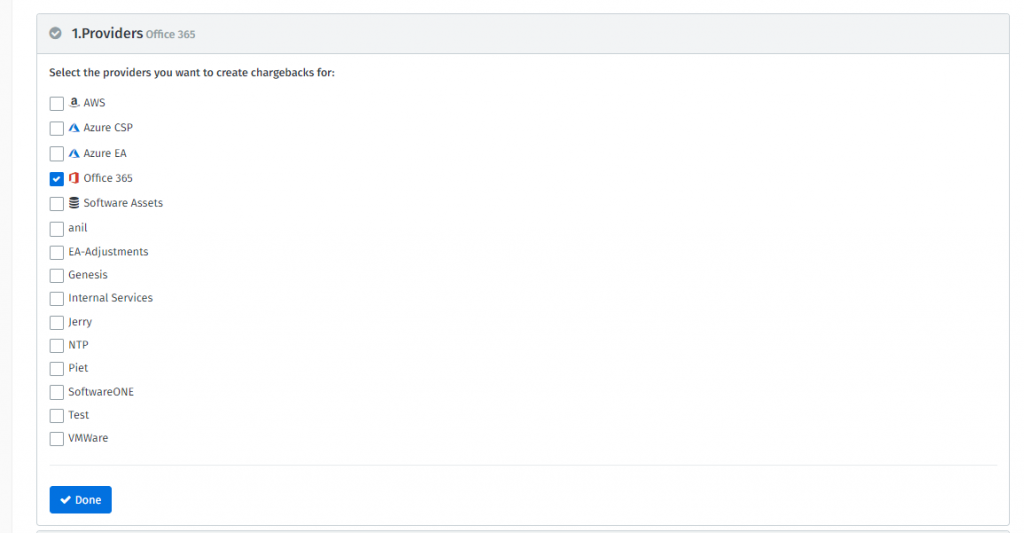 1.Providers Office 365
Select the providers you want to create chargebacks for:
AWS
Azure CSP
Azure EA
Office 365
Software Assets
anil
EA-Adjustments
Genesis
Internal Services
Jerry
NTP
Piet
SoftwareONE
Test
VMWare
Done